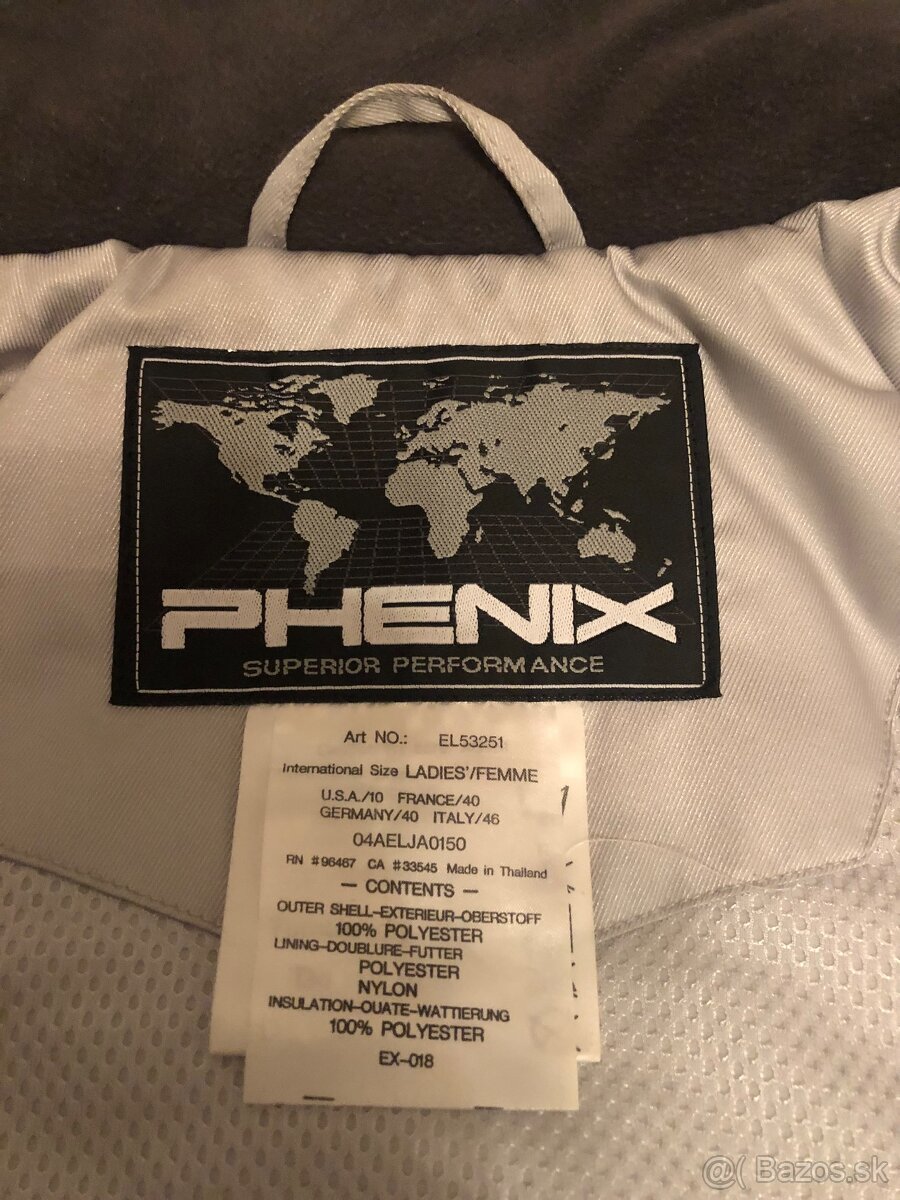 PHENIX
SUPERIOR PERFORMANCE
Art NO.: EL53251
International Size LADIES'/FEMME
U.S.A./10 FRANCE/40
GERMANY/40 ITALY/46
04AELJA0150
RN #96467 CA #33545 Made in Thailand
— CONTENTS —
OUTER SHELL-EXTERIEUR-OBERSTOFF
100% POLYESTER
LINING-DOUBLURE-FUTTER
POLYESTER
NYLON
INSULATION-OUATE-WATTIERUNG
100% POLYESTER
EX-018
@( Bazos.sk